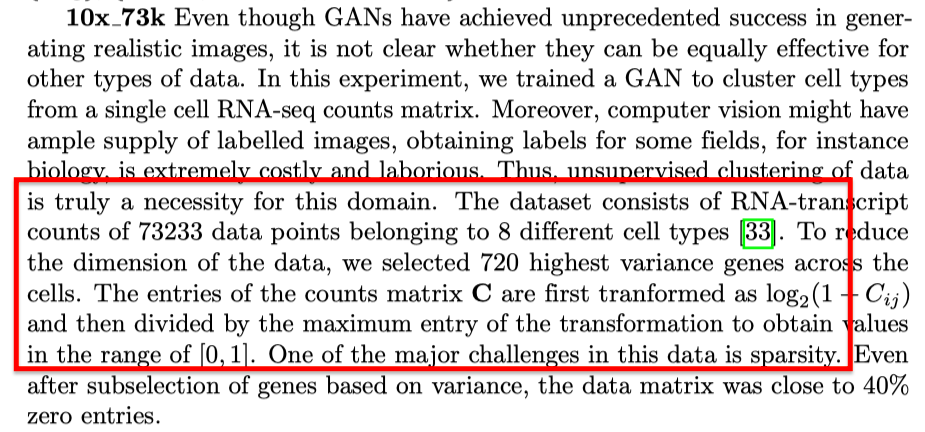 10x_73k Even though GANs have achieved unprecedented success in gener-
ating realistic images, it is not clear whether they can be equally effective for
other types of data. In this experiment, we trained a GAN to cluster cell types
from a single cell RNA-seq counts matrix. Moreover, computer vision might have
ample supply of labelled images, obtaining labels for some fields, for instance
biology, is extremely costly and laborious. Thus, unsupervised clustering of data
is truly a necessity for this domain. The dataset consists of RNA-transcript
counts of 73233 data points belonging to 8 different cell types [33]. To reduce
the dimension of the data, we selected 720 highest variance genes across the
cells. The entries of the counts matrix C are first tranformed as log₂(1 + Cᵢⱼ)
and then divided by the maximum entry of the transformation to obtain values
in the range of [0, 1]. One of the major challenges in this data is sparsity. Even
after subselection of genes based on variance, the data matrix was close to 40%
zero entries.